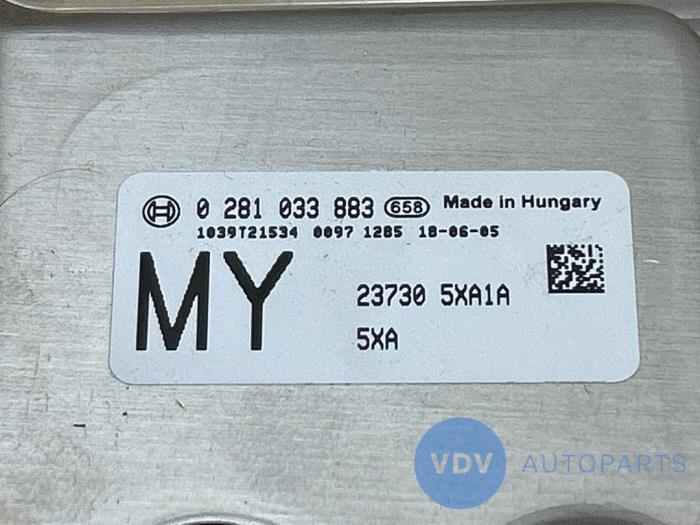 0 281 033 883 658 Made in Hungary
1039T21534 0097 1285 18-06-05
MY
23730 5XA1A
5XA
VDV AUTOPARTS